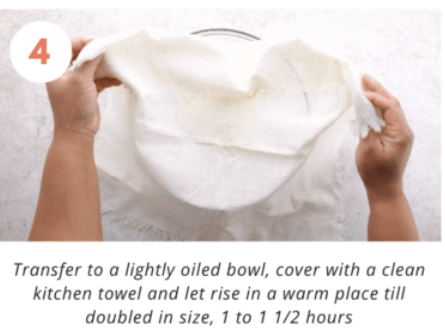 4
Transfer to a lightly oiled bowl, cover with a clean
kitchen towel and let rise in a warm place till
doubled in size, 1 to 1 1/2 hours